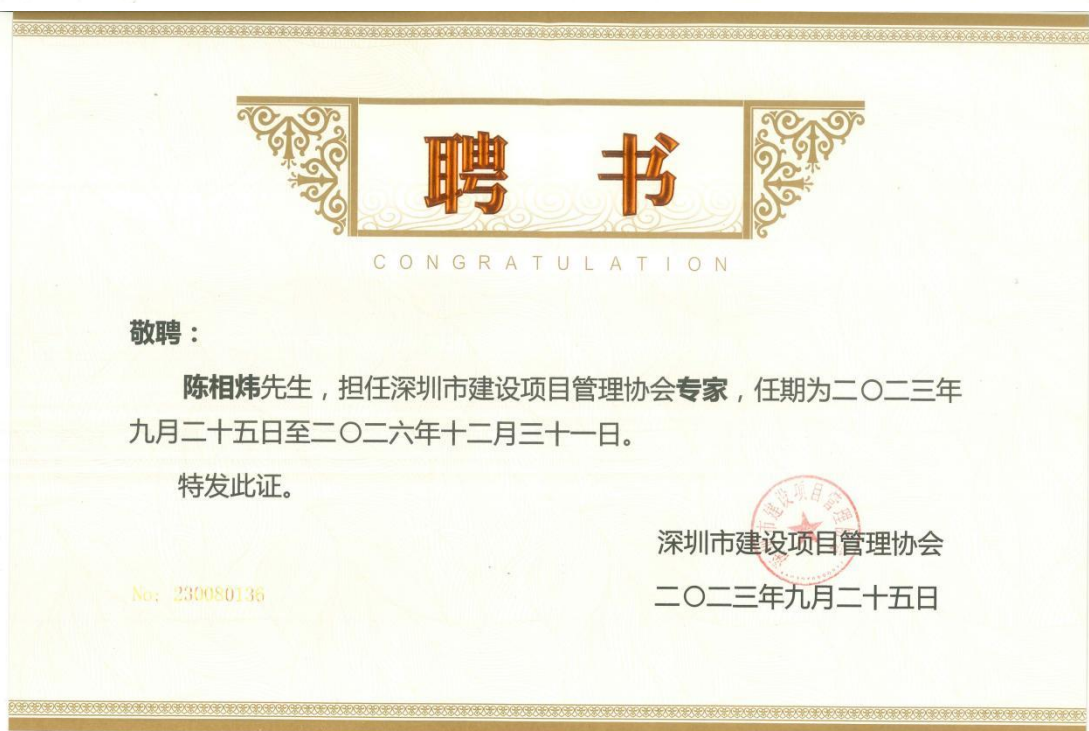 聘 书
CONGRATULATION
敬聘：
陈相炜先生，担任深圳市建设项目管理协会专家，任期为二〇二三年
九月二十五日至二〇二六年十二月三十一日。
特发此证。
深圳市建设项目管理协会
二〇二三年九月二十五日
No: 230080136